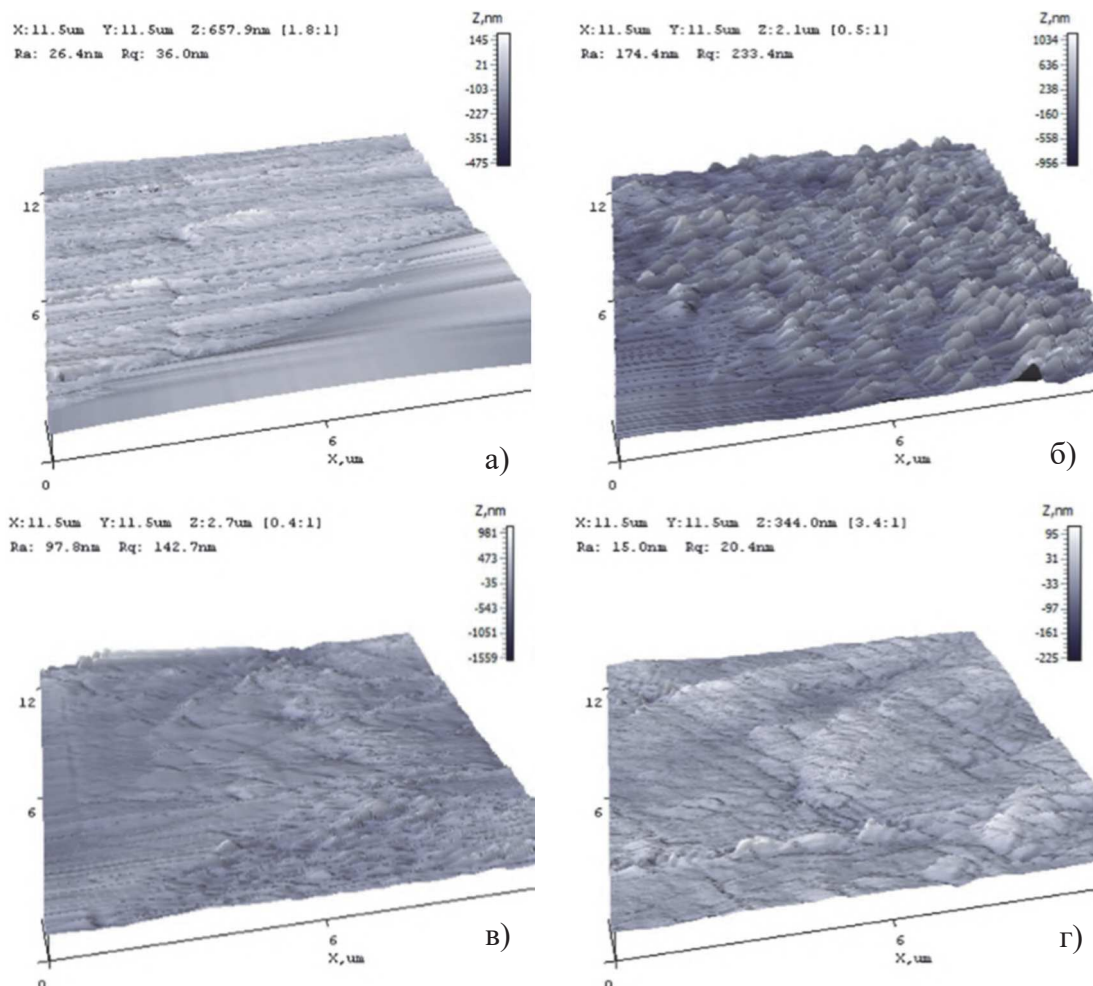 X:11.5um Y:11.5um Z:657.9nm [1.8:1]
Ra: 26.4nm Rq: 36.0nm
Z,nm
145
21
-103
-227
-351
-475
12
6
0
6
X,um
а)
X:11.5um Y:11.5um Z:2.1um [0.5:1]
Ra: 174.4nm Rq: 233.4nm
Z,nm
1034
636
238
-160
-558
-956
12
6
0
6
X,um
б)
X:11.5um Y:11.5um Z:2.7um [0.4:1]
Ra: 97.8nm Rq: 142.7nm
Z,nm
981
473
-35
-543
-1051
-1559
12
6
0
6
X,um
в)
X:11.5um Y:11.5um Z:344.0nm [3.4:1]
Ra: 15.0nm Rq: 20.4nm
Z,nm
95
31
-33
-97
-161
-225
12
6
0
6
X,um
г)